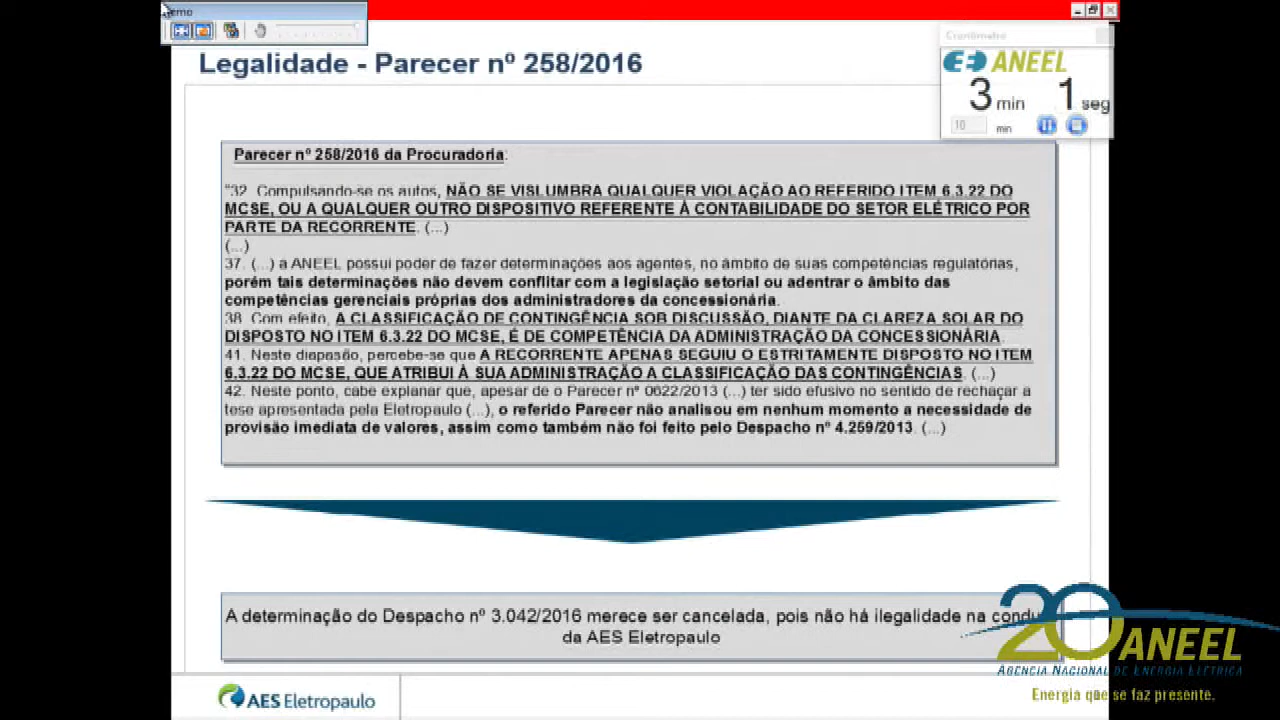 Legalidade - Parecer nº 258/2016
Cronômetro
ANEEL
3 min 1 seg
10 min
Parecer nº 258/2016 da Procuradoria:
"32. Compulsando-se os autos, NÃO SE VISLUMBRA QUALQUER VIOLAÇÃO AO REFERIDO ITEM 6.3.22 DO
MCSE, OU A QUALQUER OUTRO DISPOSITIVO REFERENTE À CONTABILIDADE DO SETOR ELÉTRICO POR
PARTE DA RECORRENTE. (...)
(...)
37. (...) a ANEEL possui poder de fazer determinações aos agentes, no âmbito de suas competências regulatórias,
porém tais determinações não devem conflitar com a legislação setorial ou adentrar o âmbito das
competências gerenciais próprias dos administradores da concessionária.
38. Com efeito, A CLASSIFICAÇÃO DE CONTINGÊNCIA SOB DISCUSSÃO, DIANTE DA CLAREZA SOLAR DO
DISPOSTO NO ITEM 6.3.22 DO MCSE, É DE COMPETÊNCIA DA ADMINISTRAÇÃO DA CONCESSIONÁRIA.
41. Neste diapasão, percebe-se que A RECORRENTE APENAS SEGUIU O ESTRITAMENTE DISPOSTO NO ITEM
6.3.22 DO MCSE, QUE ATRIBUI À SUA ADMINISTRAÇÃO A CLASSIFICAÇÃO DAS CONTINGÊNCIAS. (...)
42. Neste ponto, cabe explanar que, apesar de o Parecer nº 0622/2013 (...) ter sido efusivo no sentido de rechaçar a
tese apresentada pela Eletropaulo (...), o referido Parecer não analisou em nenhum momento a necessidade de
provisão imediata de valores, assim como também não foi feito pelo Despacho nº 4.259/2013. (...)
A determinação do Despacho nº 3.042/2016 merece ser cancelada, pois não há ilegalidade na condu
da AES Eletropaulo
AES Eletropaulo
20 ANEEL
AGÊNCIA NACIONAL DE ENERGIA ELÉTRICA
Energia que se faz presente.